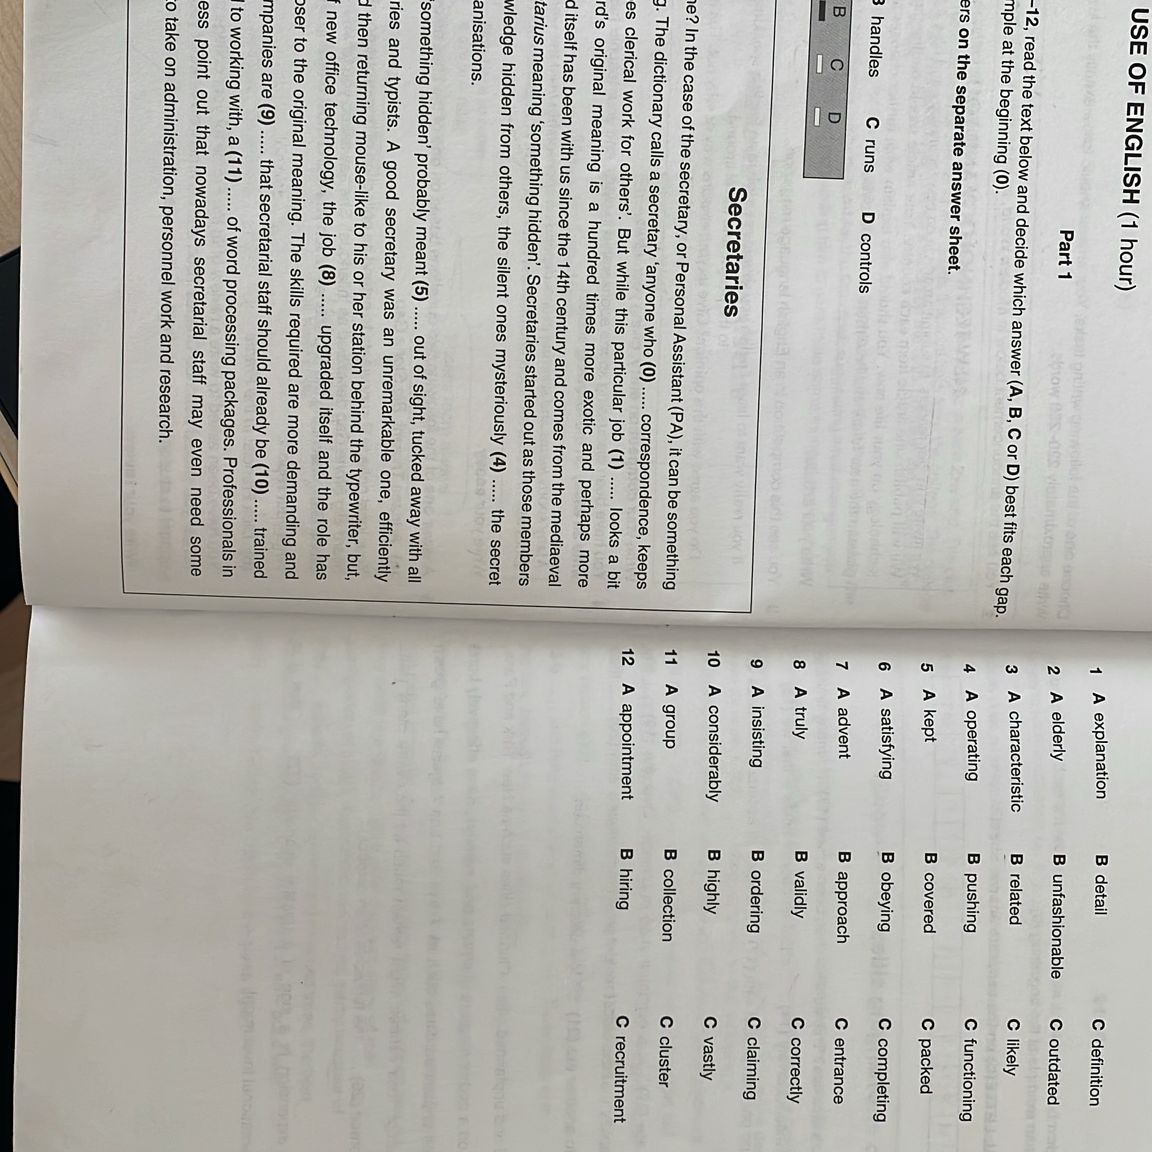 USE OF ENGLISH (1 hour)
Part 1
–12, read the text below and decide which answer (A, B, C or D) best fits each gap.
mple at the beginning (0).
ers on the separate answer sheet.
B handles C runs D controls
B C D
Secretaries
ne? In the case of the secretary, or Personal Assistant (PA), it can be something
g. The dictionary calls a secretary 'anyone who (0) ...... correspondence, keeps
es clerical work for others'. But while this particular job (1) ...... looks a bit
rd's original meaning is a hundred times more exotic and perhaps more
d itself has been with us since the 14th century and comes from the mediaeval
tarius meaning 'something hidden'. Secretaries started out as those members
wledge hidden from others, the silent ones mysteriously (4) ...... the secret
anisations.
'something hidden' probably meant (5) ...... out of sight, tucked away with all
ries and typists. A good secretary was an unremarkable one, efficiently
d then returning mouse-like to his or her station behind the typewriter, but,
f new office technology, the job (8) ...... upgraded itself and the role has
oser to the original meaning. The skills required are more demanding and
mpanies are (9) ...... that secretarial staff should already be (10) ...... trained
l to working with, a (11) ...... of word processing packages. Professionals in
ess point out that nowadays secretarial staff may even need some
to take on administration, personnel work and research.
1 A explanation B detail C definition
2 A elderly B unfashionable C outdated
3 A characteristic B related C likely
4 A operating B pushing C functioning
5 A kept B covered C packed
6 A satisfying B obeying C completing
7 A advent B approach C entrance
8 A truly B validly C correctly
9 A insisting B ordering C claiming
10 A considerably B highly C vastly
11 A group B collection C cluster
12 A appointment B hiring C recruitment